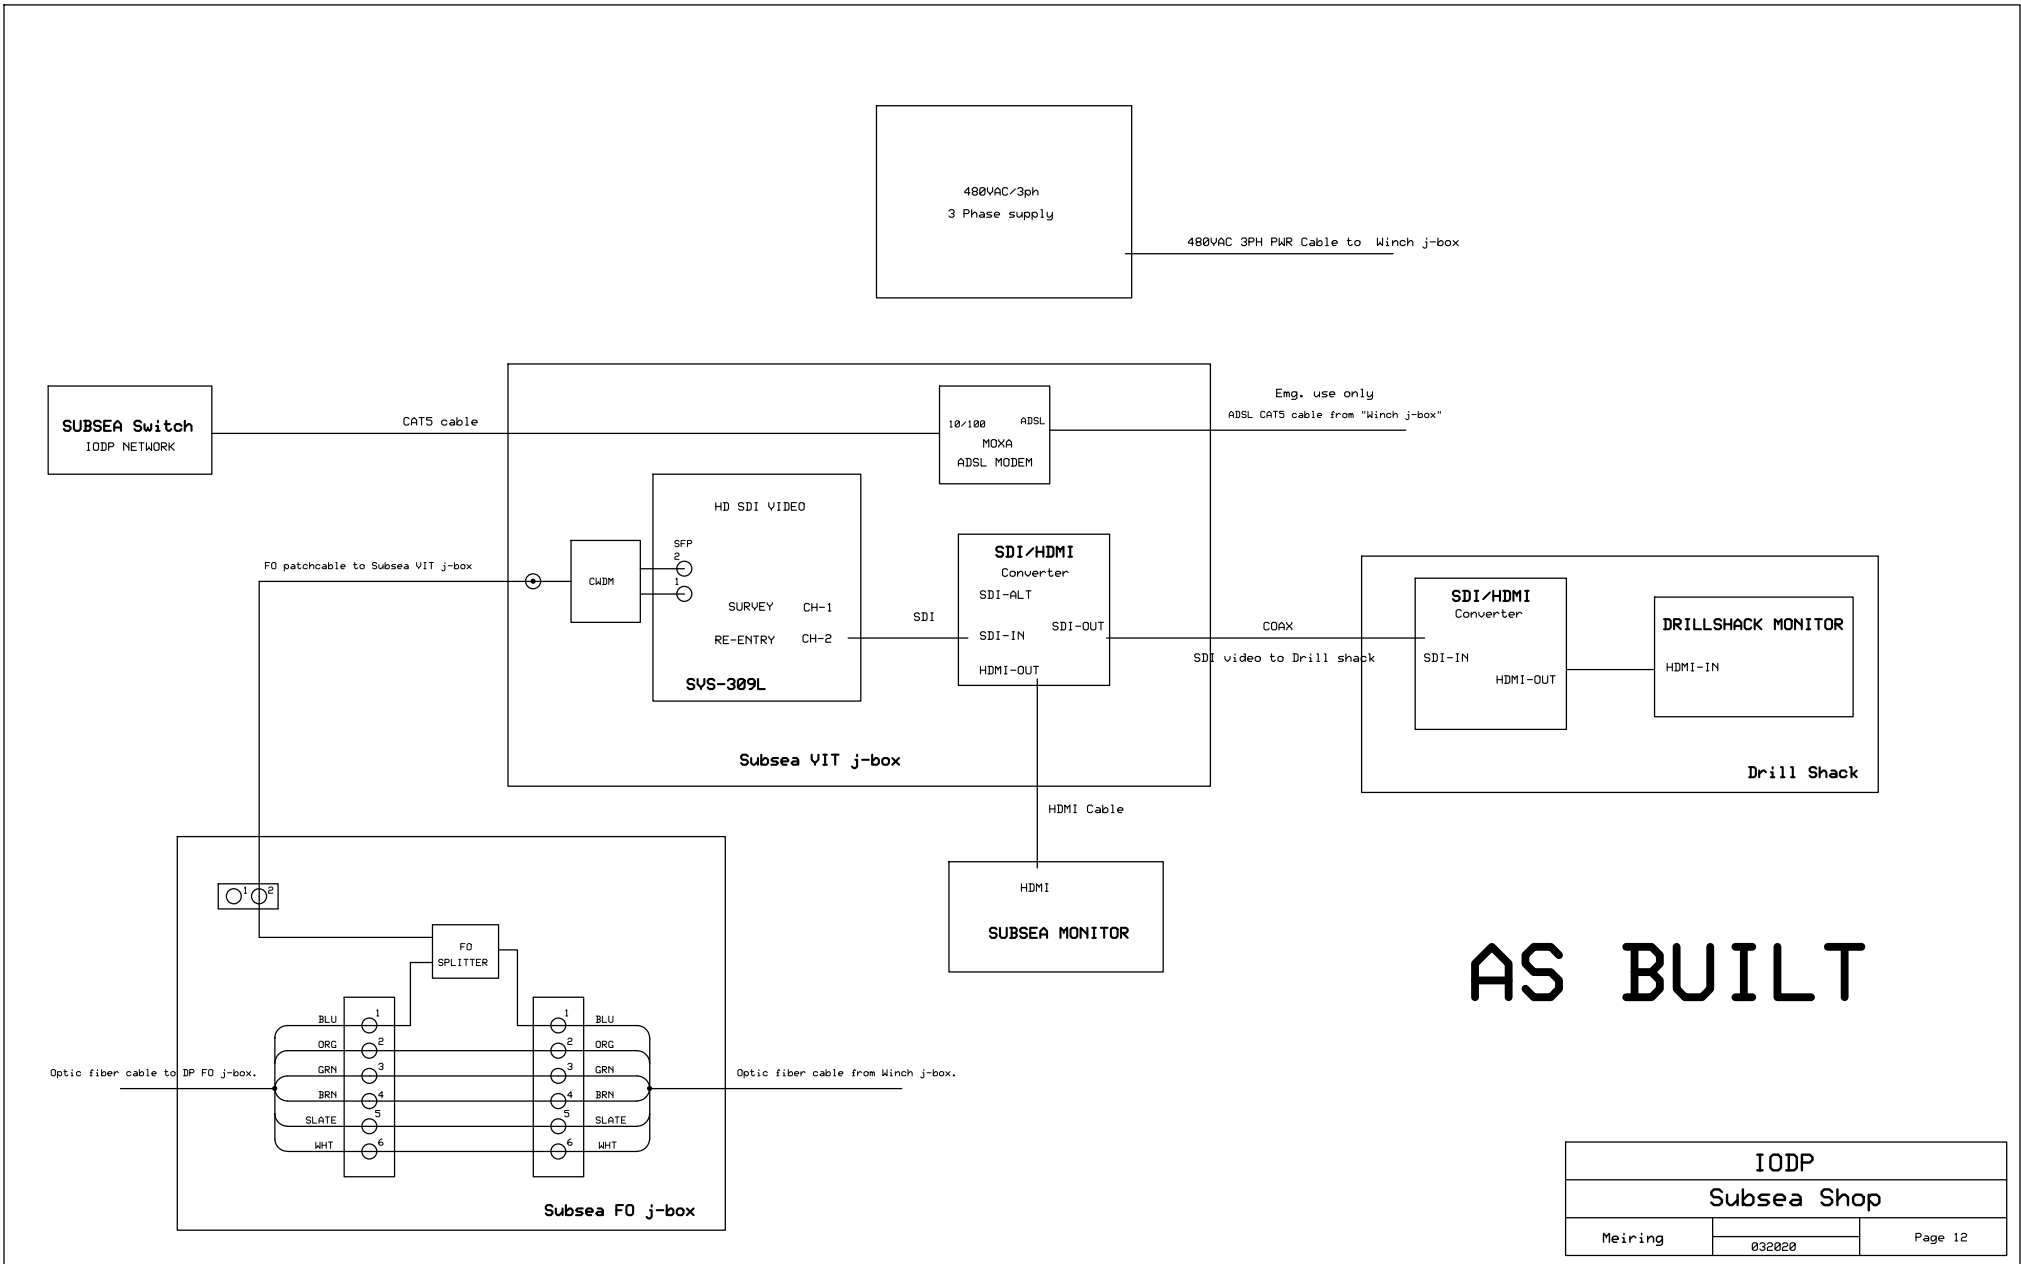 480VAC/3ph
3 Phase supply
480VAC 3PH PWR Cable to Winch j-box
SUBSEA Switch
IODP NETWORK
CAT5 cable
10/100
ADSL
MOXA
ADSL MODEM
Emg. use only
ADSL CAT5 cable from "Winch j-box"
HD SDI VIDEO
SFP
2
1
SURVEY CH-1
RE-ENTRY CH-2
SVS-309L
CWDM
FO patchcable to Subsea VIT j-box
SDI
SDI/HDMI
Converter
SDI-ALT
SDI-IN
SDI-OUT
HDMI-OUT
Subsea VIT j-box
COAX
SDI video to Drill shack
SDI/HDMI
Converter
SDI-IN
HDMI-OUT
DRILLSHACK MONITOR
HDMI-IN
Drill Shack
HDMI Cable
HDMI
SUBSEA MONITOR
1 2
FO
SPLITTER
BLU 1 1 BLU
ORG 2 2 ORG
GRN 3 3 GRN
BRN 4 4 BRN
SLATE 5 5 SLATE
WHT 6 6 WHT
Optic fiber cable to DP FO j-box.
Optic fiber cable from Winch j-box.
Subsea FO j-box
AS BUILT
IODP
Subsea Shop
Meiring
032020
Page 12